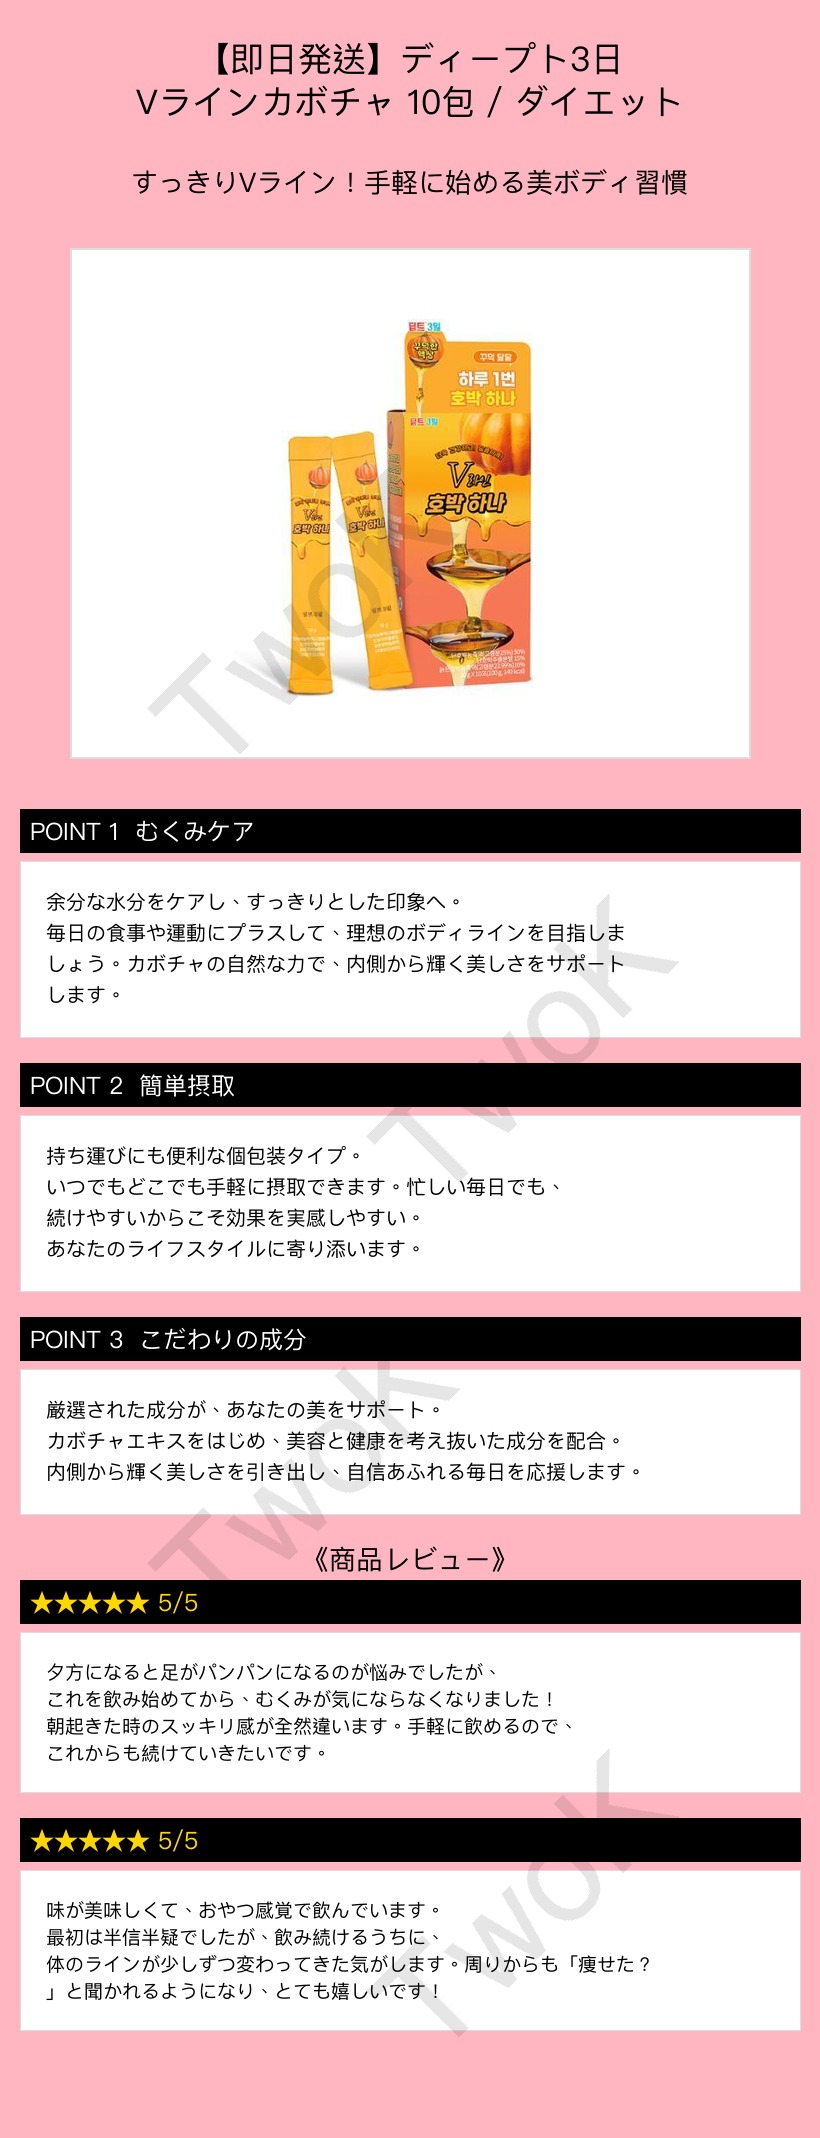 【即日発送】ディープト3日
Vラインカボチャ 10包 / ダイエット
すっきりVライン！手軽に始める美ボディ習慣
딥트 3일
꾸덕한
액상
꾸덕 달달
하루 1번
호박 하나
딥트 3일
V라인
호박 하나
V라인
호박 하나
V라인
호박 하나
TwoK
POINT 1 むくみケア
余分な水分をケアし、すっきりとした印象へ。
毎日の食事や運動にプラスして、理想のボディラインを目指しま
しょう。カボチャの自然な力で、内側から輝く美しさをサポート
します。
TwoK
POINT 2 簡単摂取
持ち運びにも便利な個包装タイプ。
いつでもどこでも手軽に摂取できます。忙しい毎日でも、
続けやすいからこそ効果を実感しやすい。
あなたのライフスタイルに寄り添います。
POINT 3 こだわりの成分
厳選された成分が、あなたの美をサポート。
カボチャエキスをはじめ、美容と健康を考え抜いた成分を配合。
内側から輝く美しさを引き出し、自信あふれる毎日を応援します。
TwoK
《商品レビュー》
★★★★★ 5/5
夕方になると足がパンパンになるのが悩みでしたが、
これを飲み始めてから、むくみが気にならなくなりました！
朝起きた時のスッキリ感が全然違います。手軽に飲めるので、
これからも続けていきたいです。
★★★★★ 5/5
味が美味しくて、おやつ感覚で飲んでいます。
最初は半信半疑でしたが、飲み続けるうちに、
体のラインが少しずつ変わってきた気がします。周りからも「痩せた？
」と聞かれるようになり、とても嬉しいです！
TwoK